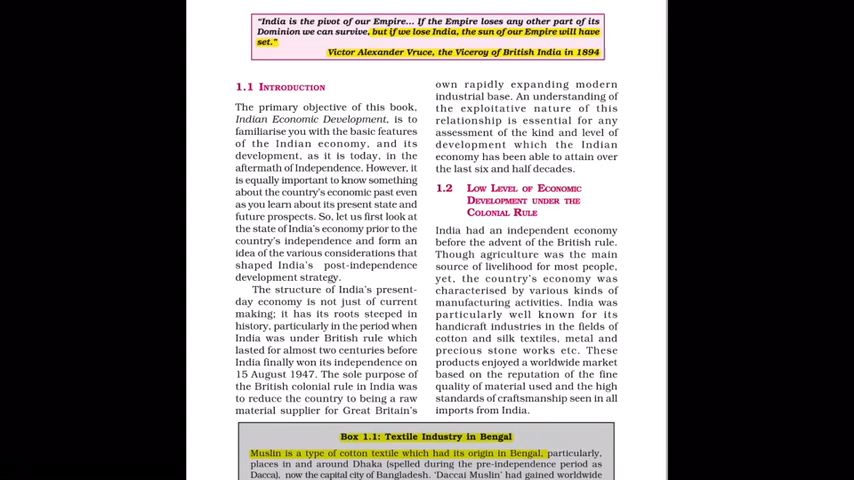 "India is the pivot of our Empire... If the Empire loses any other part of its
Dominion we can survive, but if we lose India, the sun of our Empire will have
set."
Victor Alexander Vruce, the Viceroy of British India in 1894
1.1 INTRODUCTION
The primary objective of this book,
Indian Economic Development, is to
familiarise you with the basic features
of the Indian economy, and its
development, as it is today, in the
aftermath of Independence. However, it
is equally important to know something
about the country's economic past even
as you learn about its present state and
future prospects. So, let us first look at
the state of India's economy prior to the
country's independence and form an
idea of the various considerations that
shaped India's post-independence
development strategy.
The structure of India's present-
day economy is not just of current
making; it has its roots steeped in
history, particularly in the period when
India was under British rule which
lasted for almost two centuries before
India finally won its independence on
15 August 1947. The sole purpose of
the British colonial rule in India was
to reduce the country to being a raw
material supplier for Great Britain's
own rapidly expanding modern
industrial base. An understanding of
the exploitative nature of this
relationship is essential for any
assessment of the kind and level of
development which the Indian
economy has been able to attain over
the last six and half decades.
1.2 LOW LEVEL OF ECONOMIC
DEVELOPMENT UNDER THE
COLONIAL RULE
India had an independent economy
before the advent of the British rule.
Though agriculture was the main
source of livelihood for most people,
yet, the country's economy was
characterised by various kinds of
manufacturing activities. India was
particularly well known for its
handicraft industries in the fields of
cotton and silk textiles, metal and
precious stone works etc. These
products enjoyed a worldwide market
based on the reputation of the fine
quality of material used and the high
standards of craftsmanship seen in all
imports from India.
Box 1.1: Textile Industry in Bengal
Muslin is a type of cotton textile which had its origin in Bengal, particularly,
places in and around Dhaka (spelled during the pre-independence period as
Dacca), now the capital city of Bangladesh. 'Daccai Muslin' had gained worldwide